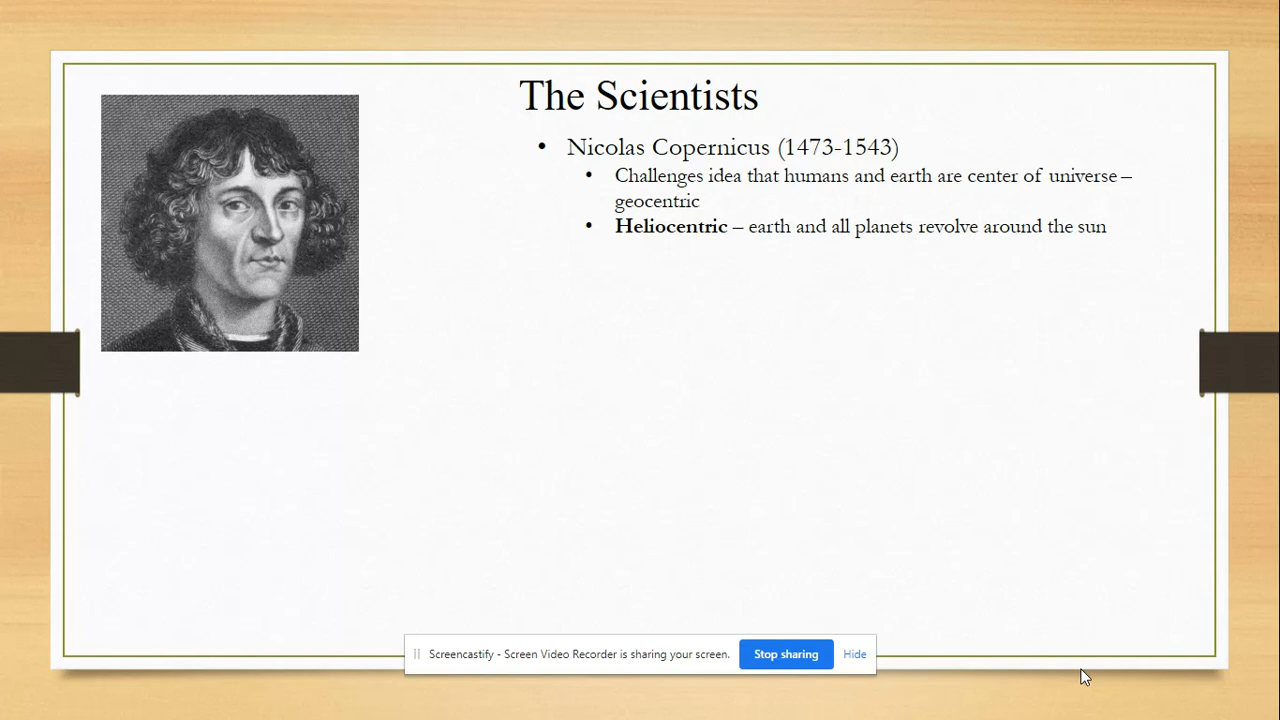 The Scientists
• Nicolas Copernicus (1473-1543)
• Challenges idea that humans and earth are center of universe –
geocentric
• Heliocentric – earth and all planets revolve around the sun
Screencastify - Screen Video Recorder is sharing your screen. Stop sharing Hide